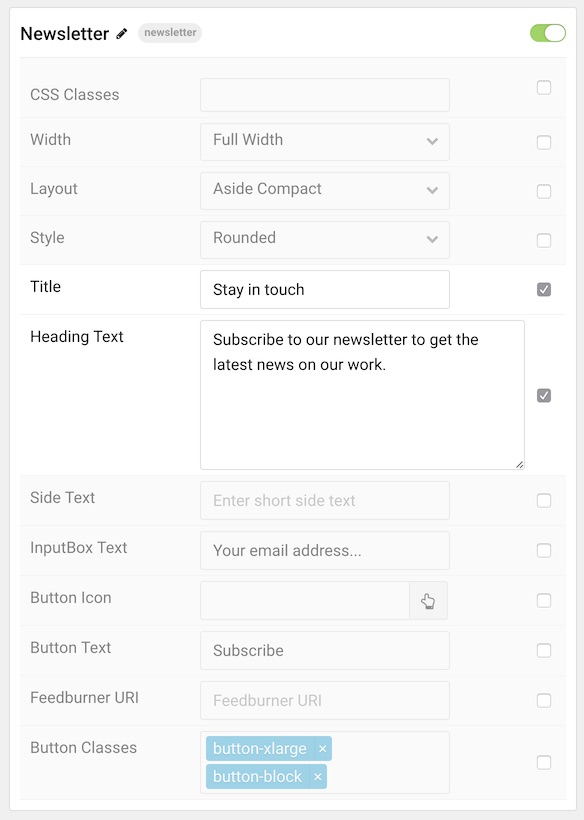 Newsletter newsletter
CSS Classes
Width Full Width
Layout Aside Compact
Style Rounded
Title Stay in touch
Heading Text Subscribe to our newsletter to get the
latest news on our work.
Side Text Enter short side text
InputBox Text Your email address...
Button Icon
Button Text Subscribe
Feedburner URI Feedburner URI
Button Classes button-xlarge ×
button-block ×